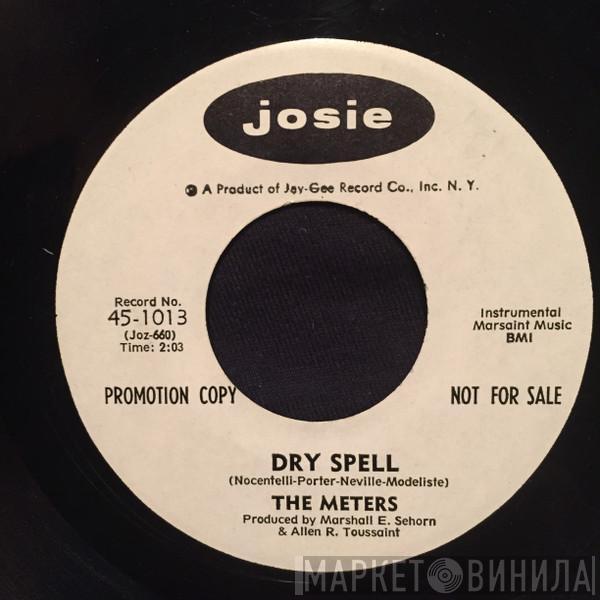 josie
A Product of Jay-Gee Record Co., Inc. N. Y.
Record No.
45-1013
(Joz-660)
Time: 2:03
Instrumental
Marsaint Music
BMI
PROMOTION COPY
NOT FOR SALE
DRY SPELL
(Nocentelli-Porter-Neville-Modeliste)
THE METERS
Produced by Marshall E. Sehorn
& Allen R. Toussaint
МАРКЕТ ВИНИЛА